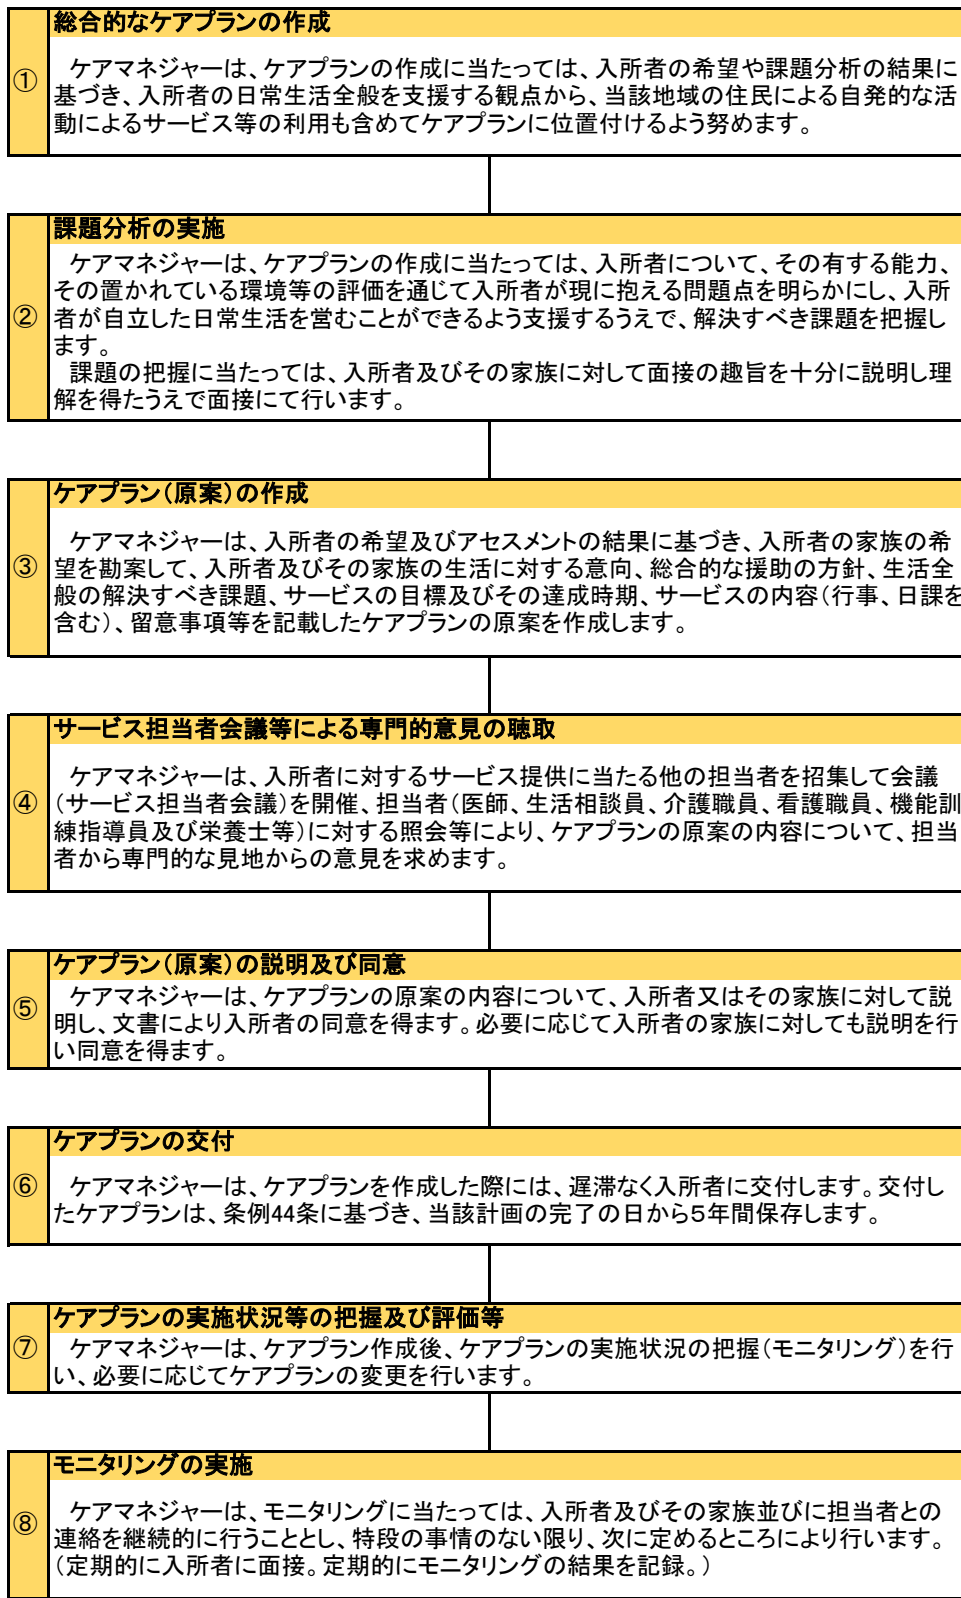 総合的なケアプランの作成
①
ケアマネジャーは、ケアプランの作成に当たっては、入所者の希望や課題分析の結果に
基づき、入所者の日常生活全般を支援する観点から、当該地域の住民による自発的な活
動によるサービス等の利用も含めてケアプランに位置付けるよう努めます。
課題分析の実施
②
ケアマネジャーは、ケアプランの作成に当たっては、入所者について、その有する能力、
その置かれている環境等の評価を通じて入所者が現に抱える問題点を明らかにし、入所
者が自立した日常生活を営むことができるよう支援するうえで、解決すべき課題を把握し
ます。
課題の把握に当たっては、入所者及びその家族に対して面接の趣旨を十分に説明し理
解を得たうえで面接にて行います。
ケアプラン（原案）の作成
③
ケアマネジャーは、入所者の希望及びアセスメントの結果に基づき、入所者の家族の希
望を勘案して、入所者及びその家族の生活に対する意向、総合的な援助の方針、生活全
般の解決すべき課題、サービスの目標及びその達成時期、サービスの内容（行事、日課を
含む）、留意事項等を記載したケアプランの原案を作成します。
サービス担当者会議等による専門的意見の聴取
④
ケアマネジャーは、入所者に対するサービス提供に当たる他の担当者を招集して会議
（サービス担当者会議）を開催、担当者（医師、生活相談員、介護職員、看護職員、機能訓
練指導員及び栄養士等）に対する照会等により、ケアプランの原案の内容について、担当
者から専門的な見地からの意見を求めます。
ケアプラン（原案）の説明及び同意
⑤
ケアマネジャーは、ケアプランの原案の内容について、入所者又はその家族に対して説
明し、文書により入所者の同意を得ます。必要に応じて入所者の家族に対しても説明を行
い同意を得ます。
ケアプランの交付
⑥
ケアマネジャーは、ケアプランを作成した際には、遅滞なく入所者に交付します。交付し
たケアプランは、条例44条に基づき、当該計画の完了の日から５年間保存します。
ケアプランの実施状況等の把握及び評価等
⑦
ケアマネジャーは、ケアプラン作成後、ケアプランの実施状況の把握（モニタリング）を行
い、必要に応じてケアプランの変更を行います。
モニタリングの実施
⑧
ケアマネジャーは、モニタリングに当たっては、入所者及びその家族並びに担当者との
連絡を継続的に行うこととし、特段の事情のない限り、次に定めるところにより行います。
（定期的に入所者に面接。定期的にモニタリングの結果を記録。）